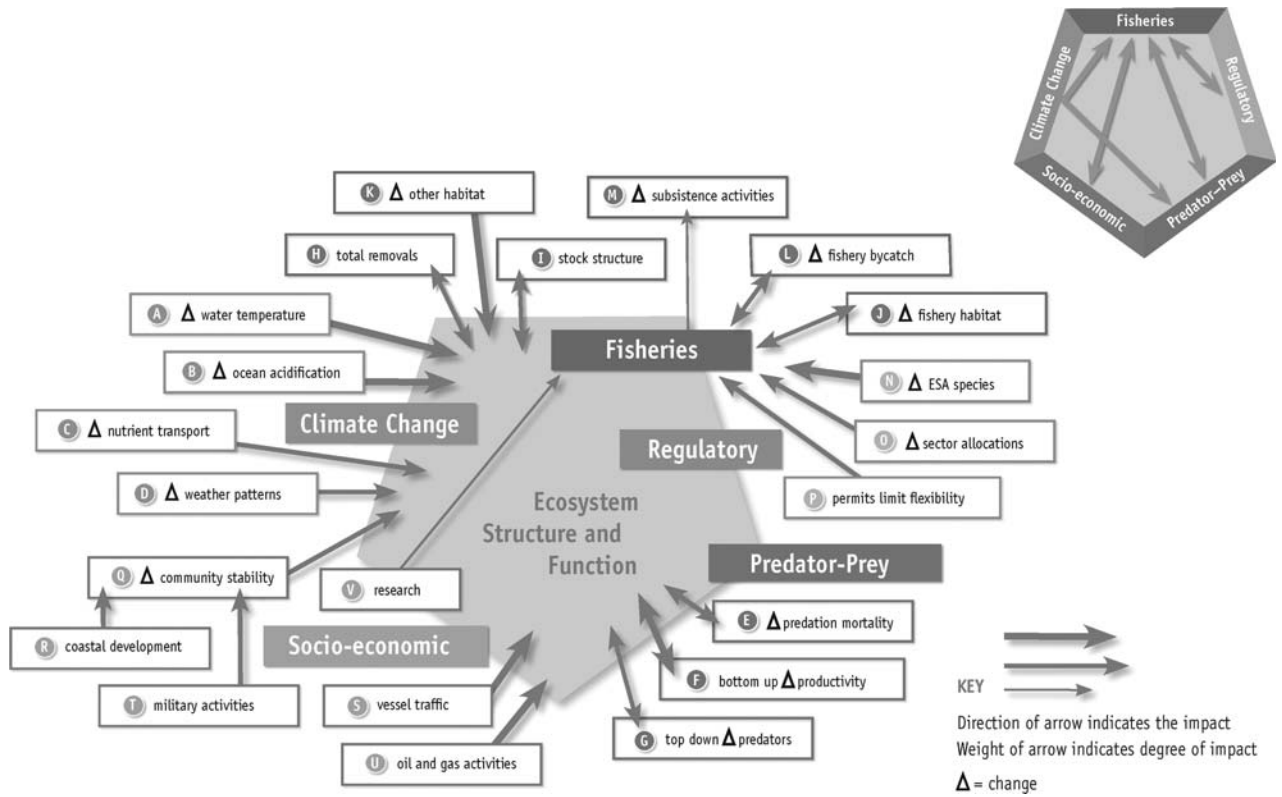 Fisheries
Climate Change
Regulatory
Socio-economic
Predator–Prey
K Δ other habitat
M Δ subsistence activities
H total removals
I stock structure
L Δ fishery bycatch
A Δ water temperature
J Δ fishery habitat
B Δ ocean acidification
Fisheries
N Δ ESA species
C Δ nutrient transport
Climate Change
Regulatory
O Δ sector allocations
D Δ weather patterns
P permits limit flexibility
Ecosystem
Structure and
Function
Q Δ community stability
V research
Predator-Prey
R coastal development
Socio-economic
E Δ predation mortality
T military activities
S vessel traffic
F bottom up Δ productivity
U oil and gas activities
G top down Δ predators
KEY
Direction of arrow indicates the impact
Weight of arrow indicates degree of impact
Δ = change